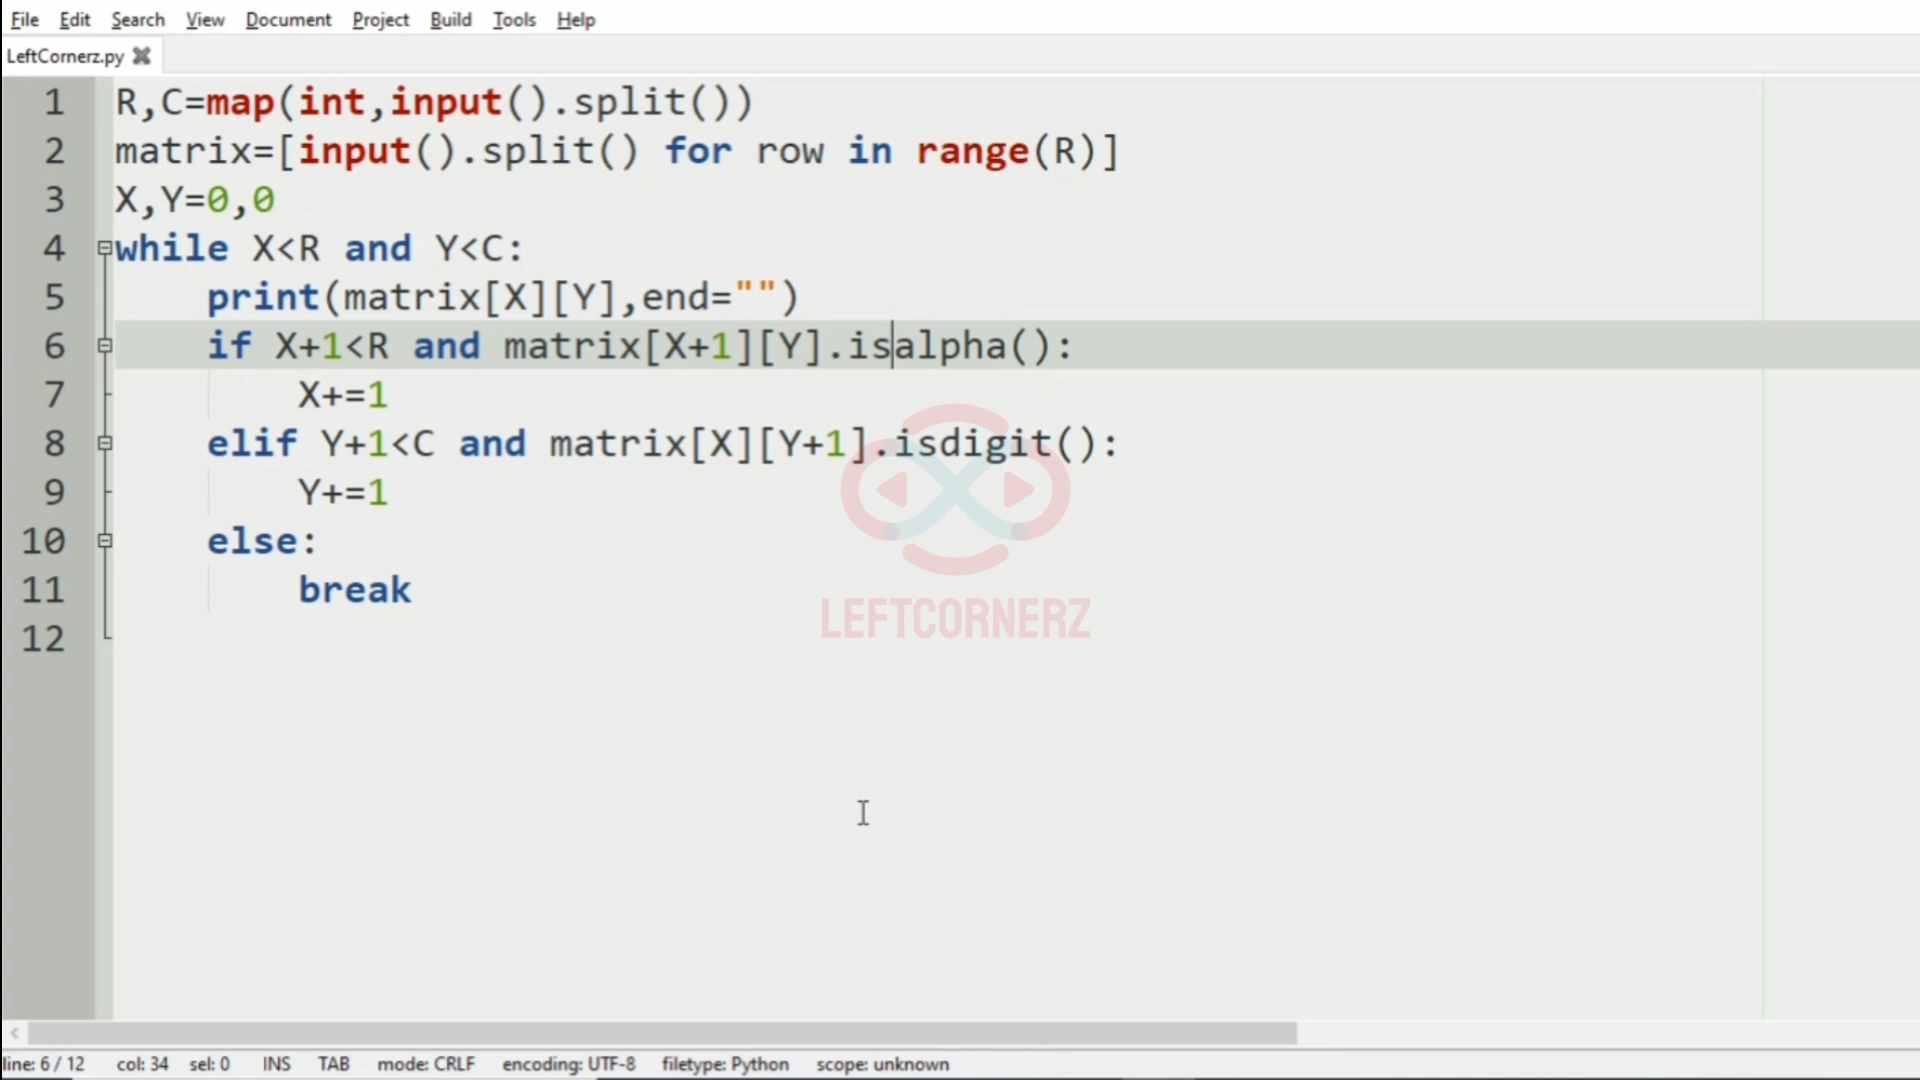 File Edit Search View Document Project Build Tools Help
LeftCornerz.py
1 R,C=map(int,input().split())
2 matrix=[input().split() for row in range(R)]
3 X,Y=0,0
4 while X<R and Y<C:
5     print(matrix[X][Y],end="")
6     if X+1<R and matrix[X+1][Y].isalpha():
7         X+=1
8     elif Y+1<C and matrix[X][Y+1].isdigit():
9         Y+=1
10     else:
11         break
12
LEFTCORNERZ
line: 6 / 12 col: 34 sel: 0 INS TAB mode: CRLF encoding: UTF-8 filetype: Python scope: unknown